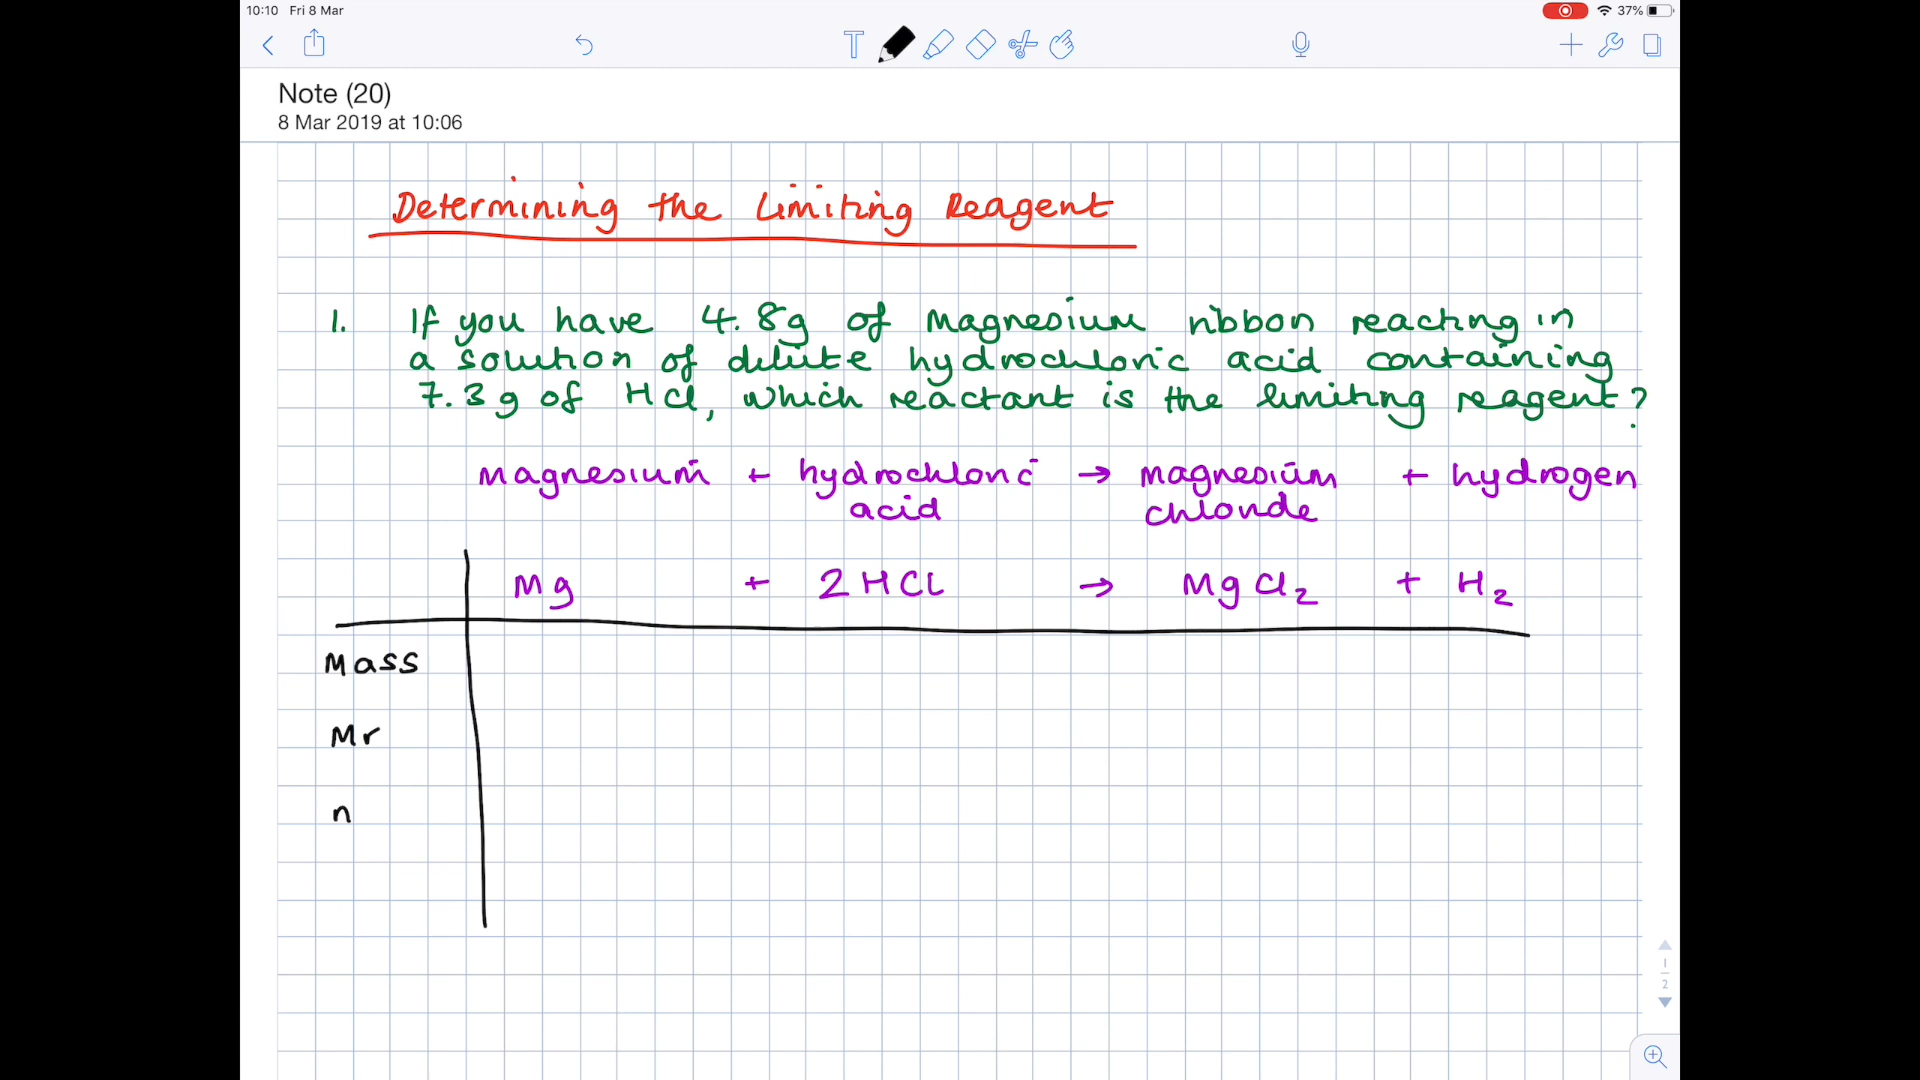 10:10 Fri 8 Mar
37%
T
Note (20)
8 Mar 2019 at 10:06
Determining the Limiting Reagent
1. If you have 4.8g of magnesium ribbon reacting in
a solution of dilute hydrochloric acid containing
7.3g of HCl, which reactant is the limiting reagent?
magnesium + hydrochloric → magnesium + hydrogen
acid chloride
Mg + 2HCl → MgCl₂ + H₂
Mass
Mr
n
1
2